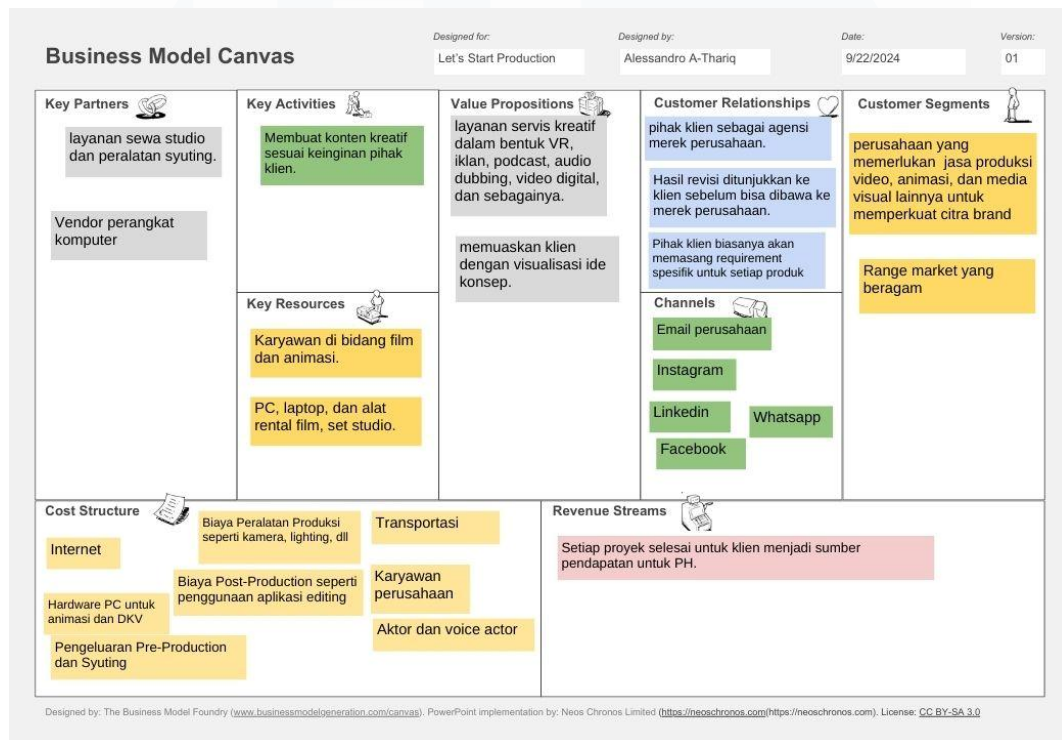 Business Model Canvas
Designed for:
Let's Start Production
Designed by:
Alessandro A-Thariq
Date:
9/22/2024
Version:
01
Key Partners
layanan sewa studio
dan peralatan syuting.
Vendor perangkat
komputer
Key Activities
Membuat konten kreatif
sesuai keinginan pihak
klien.
Key Resources
Karyawan di bidang film
dan animasi.
PC, laptop, dan alat
rental film, set studio.
Value Propositions
layanan servis kreatif
dalam bentuk VR,
iklan, podcast, audio
dubbing, video digital,
dan sebagainya.
memuaskan klien
dengan visualisasi ide
konsep.
Customer Relationships
pihak klien sebagai agensi
merek perusahaan.
Hasil revisi ditunjukkan ke
klien sebelum bisa dibawa ke
merek perusahaan.
Pihak klien biasanya akan
memasang requirement
spesifik untuk setiap produk
Channels
Email perusahaan
Instagram
Linkedin
Whatsapp
Facebook
Customer Segments
perusahaan yang
memerlukan jasa produksi
video, animasi, dan media
visual lainnya untuk
memperkuat citra brand
Range market yang
beragam
Cost Structure
Internet
Biaya Peralatan Produksi
seperti kamera, lighting, dll
Transportasi
Biaya Post-Production seperti
penggunaan aplikasi editing
Karyawan
perusahaan
Hardware PC untuk
animasi dan DKV
Aktor dan voice actor
Pengeluaran Pre-Production
dan Syuting
Revenue Streams
Setiap proyek selesai untuk klien menjadi sumber
pendapatan untuk PH.
Designed by: The Business Model Foundry (www.businessmodelgeneration.com/canvas). PowerPoint implementation by: Neos Chronos Limited (https://neoschronos.com(https://neoschronos.com). License: CC BY-SA 3.0